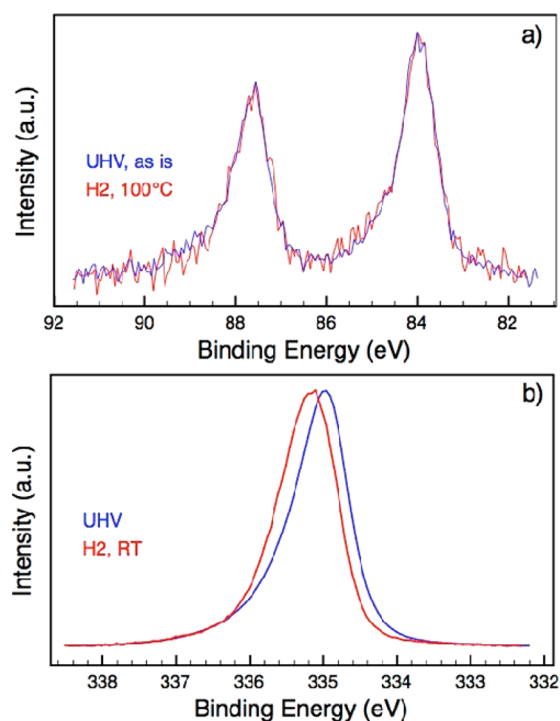 a)
Intensity (a.u.)
UHV, as is
H2, 100°C
92 90 88 86 84 82
Binding Energy (eV)
b)
Intensity (a.u.)
UHV
H2, RT
338 337 336 335 334 333 332
Binding Energy (eV)